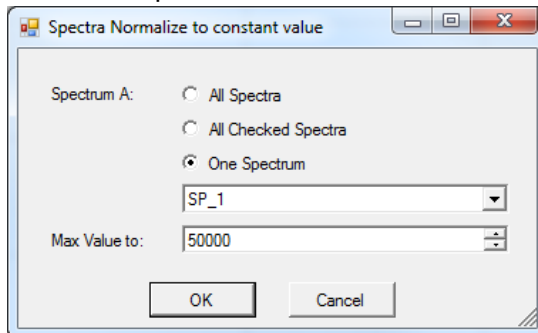 Spectra Normalize to constant value
Spectrum A: All Spectra
All Checked Spectra
One Spectrum
SP_1
Max Value to: 50000
OK Cancel